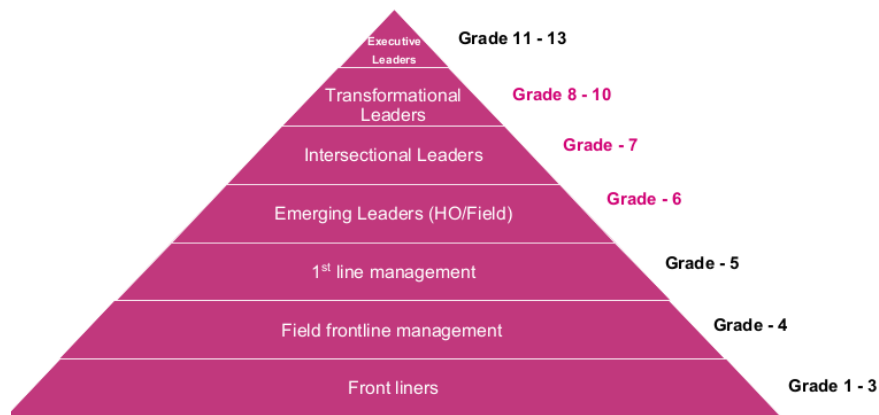 Executive
Leaders
Grade 11 - 13
Transformational
Leaders
Grade 8 - 10
Intersectional Leaders
Grade - 7
Emerging Leaders (HO/Field)
Grade - 6
1st line management
Grade - 5
Field frontline management
Grade - 4
Front liners
Grade 1 - 3